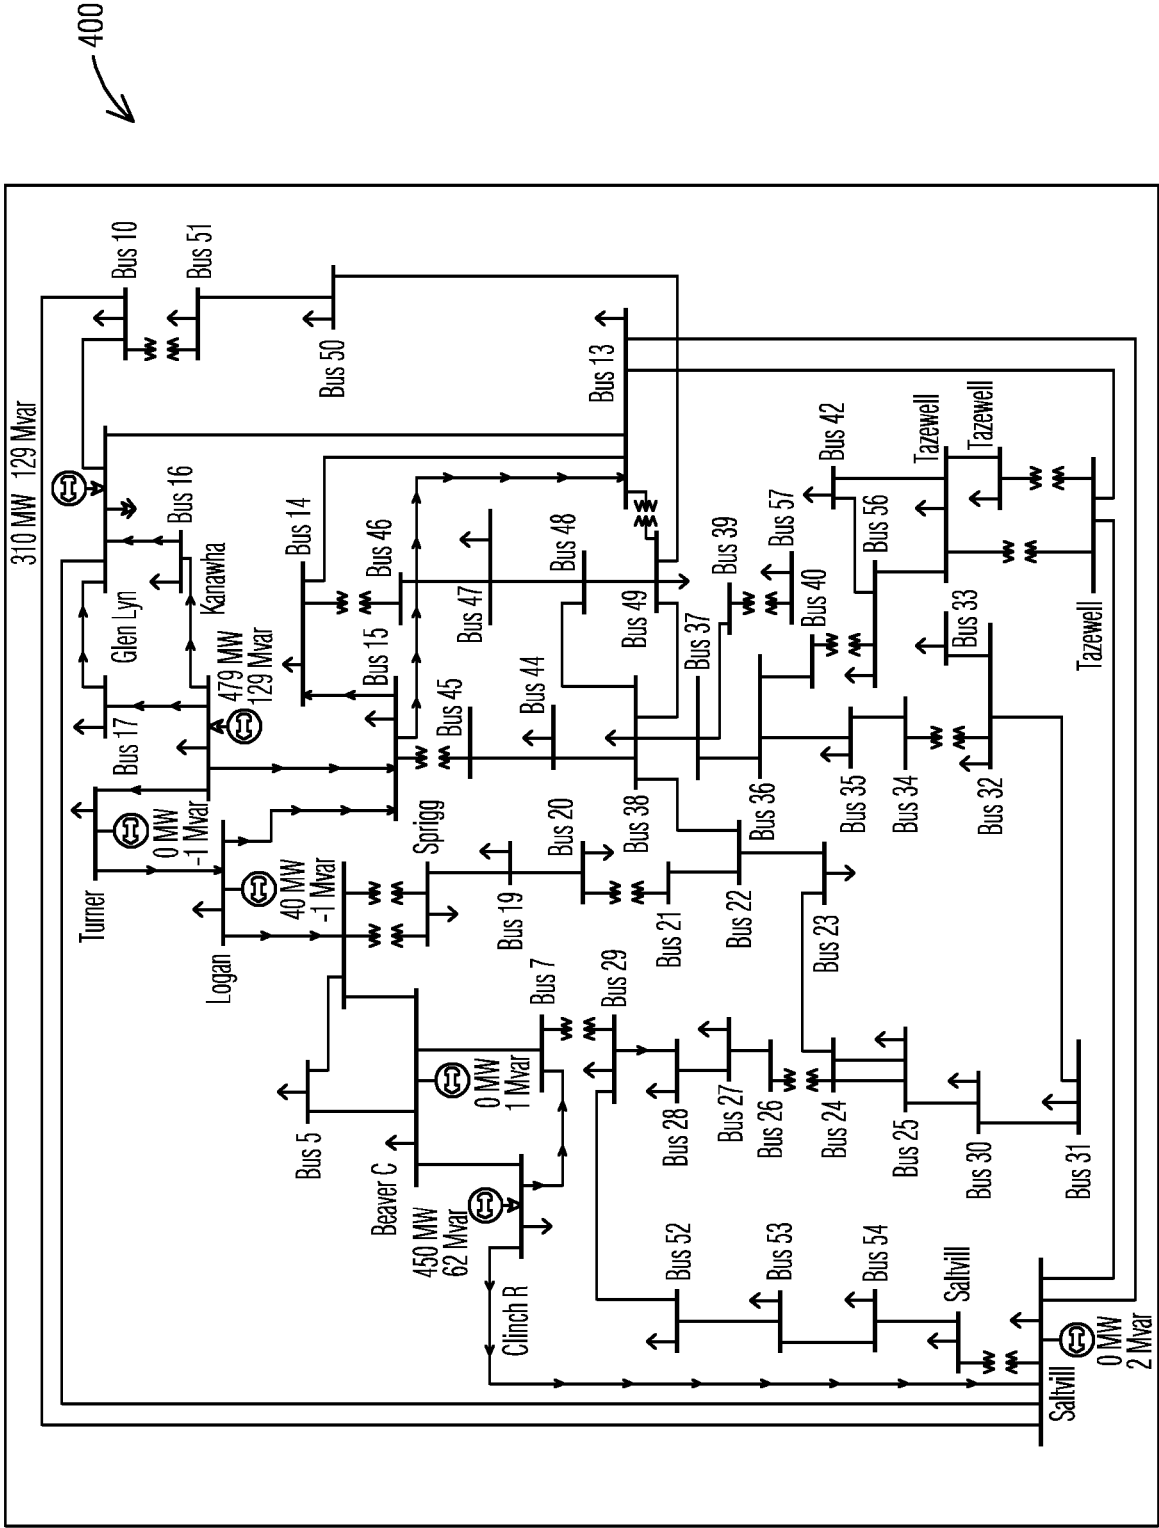 400
310 MW 129 Mvar
Bus 10
Bus 51
Bus 50
Bus 16
Kanawha
Glen Lyn
479 MW
129 Mvar
Bus 17
Turner
0 MW
-1 Mvar
Logan
40 MW
-1 Mvar
Bus 14
Bus 15
Bus 46
Bus 45
Bus 47
Bus 44
Bus 48
Bus 49
Bus 13
Sprigg
Bus 19
Bus 20
Bus 21
Bus 38
Bus 37
Bus 39
Bus 57
Bus 40
Bus 42
Bus 56
Tazewell
Tazewell
Tazewell
Bus 36
Bus 35
Bus 34
Bus 33
Bus 32
Bus 22
Bus 23
Bus 5
Beaver C
0 MW
1 Mvar
450 MW
62 Mvar
Clinch R
Bus 7
Bus 29
Bus 28
Bus 27
Bus 26
Bus 24
Bus 25
Bus 30
Bus 31
Bus 52
Bus 53
Bus 54
Saltvill
Saltvill
0 MW
2 Mvar